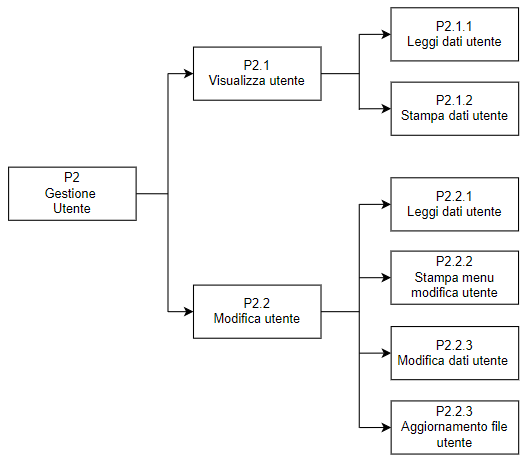 P2
Gestione
Utente
P2.1
Visualizza utente
P2.1.1
Leggi dati utente
P2.1.2
Stampa dati utente
P2.2
Modifica utente
P2.2.1
Leggi dati utente
P2.2.2
Stampa menu
modifica utente
P2.2.3
Modifica dati utente
P2.2.3
Aggiornamento file
utente